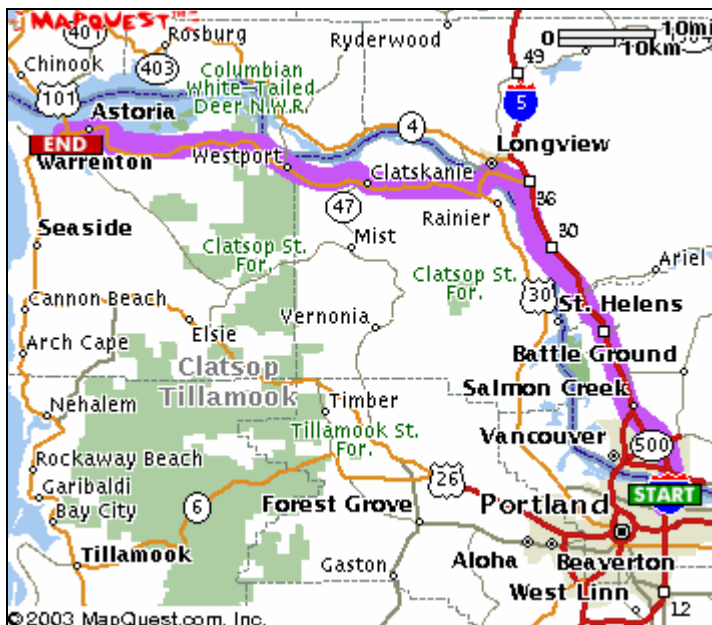 MAPQUEST
10mi
0
10km
401
Rosburg
Ryderwood
49
Chinook
403
Columbian
White-Tailed
Deer N.W.R.
101
5
Astoria
4
Longview
END
Warrenton
Westport
Clatskanie
36
47
Rainier
30
Seaside
Mist
Clatsop St.
For.
Ariel
Clatsop St.
For.
30
St. Helens
Cannon Beach
Elsie
Vernonia
Arch Cape
Battle Ground
Clatsop
Tillamook
Salmon Creek
Nehalem
Timber
Tillamook St.
For.
Vancouver
500
Rockaway Beach
26
START
Garibaldi
6
Forest Grove
Portland
Bay City
Tillamook
Aloha
Beaverton
Gaston
West Linn
12
© 2003 MapQuest.com, Inc.